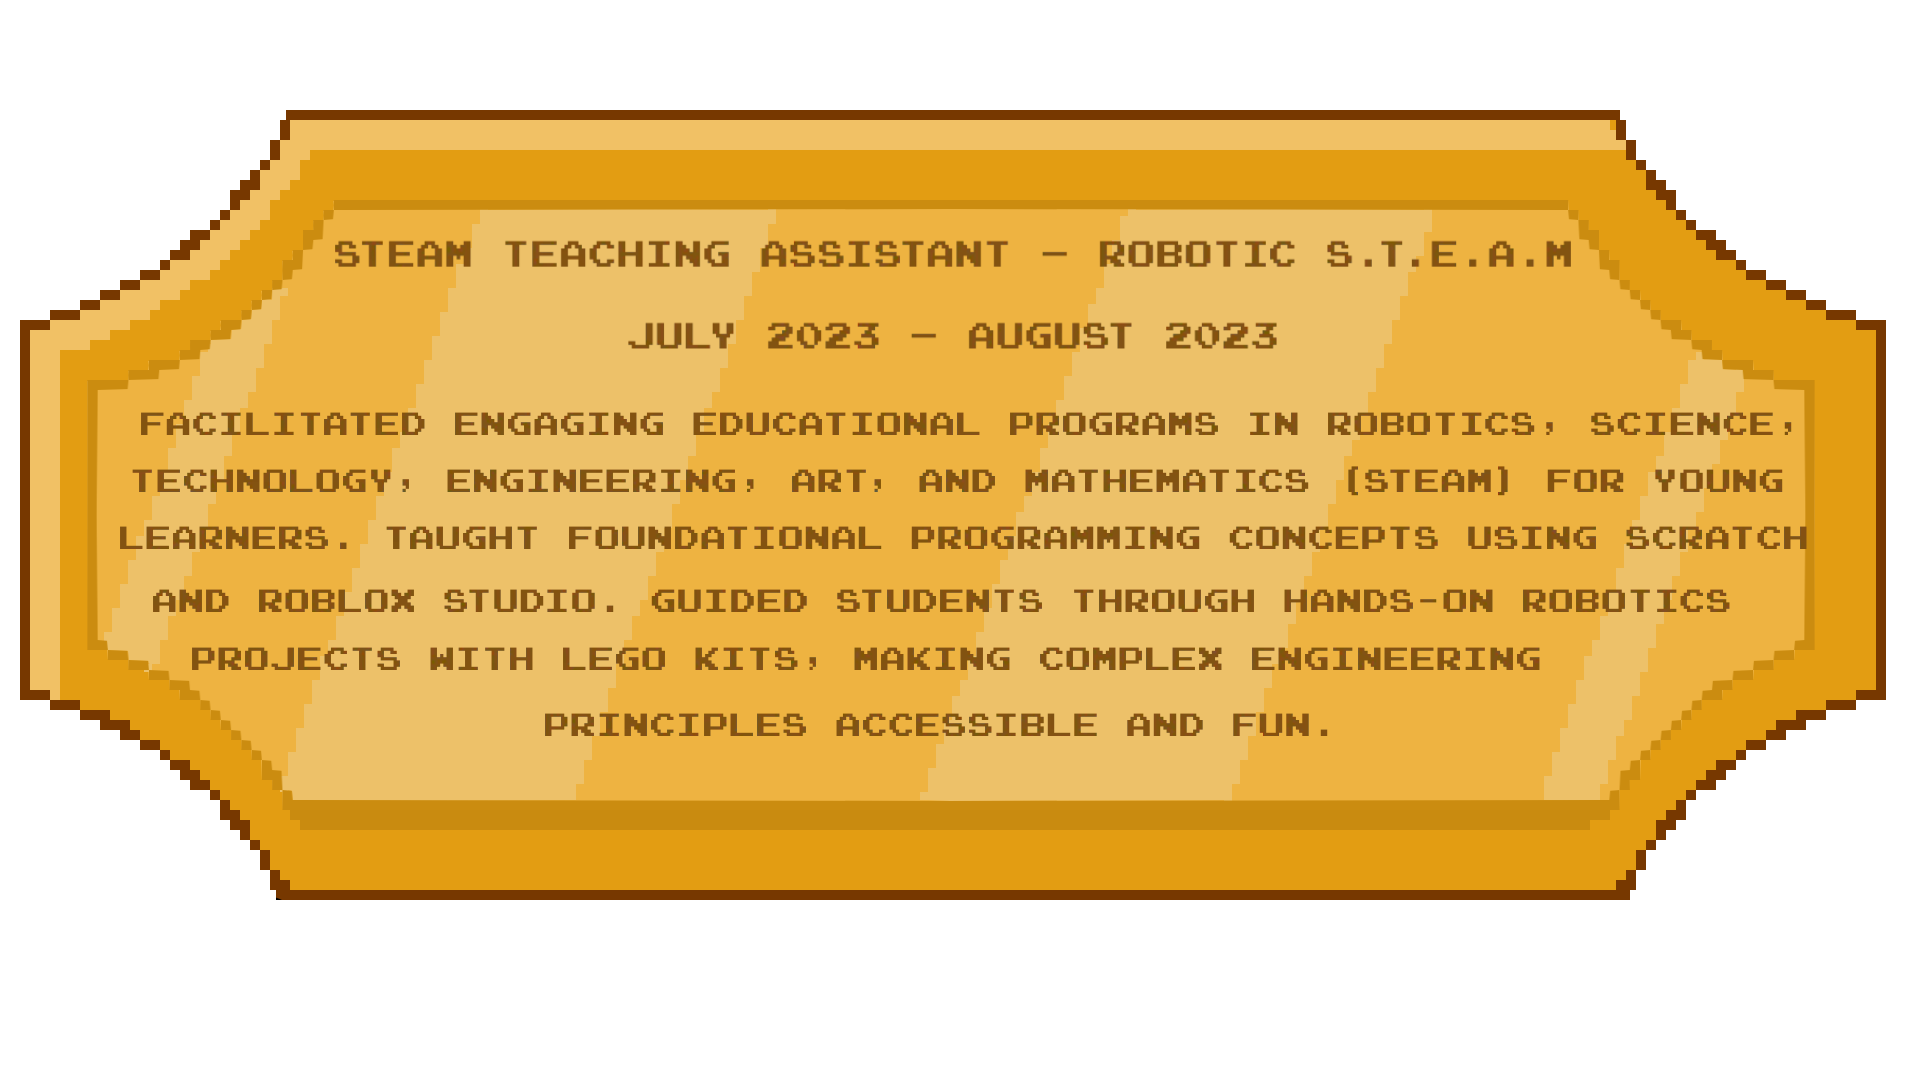 STEAM TEACHING ASSISTANT – ROBOTIC S.T.E.A.M
JULY 2023 – AUGUST 2023
FACILITATED ENGAGING EDUCATIONAL PROGRAMS IN ROBOTICS, SCIENCE,
TECHNOLOGY, ENGINEERING, ART, AND MATHEMATICS (STEAM) FOR YOUNG
LEARNERS. TAUGHT FOUNDATIONAL PROGRAMMING CONCEPTS USING SCRATCH
AND ROBLOX STUDIO. GUIDED STUDENTS THROUGH HANDS-ON ROBOTICS
PROJECTS WITH LEGO KITS, MAKING COMPLEX ENGINEERING
PRINCIPLES ACCESSIBLE AND FUN.